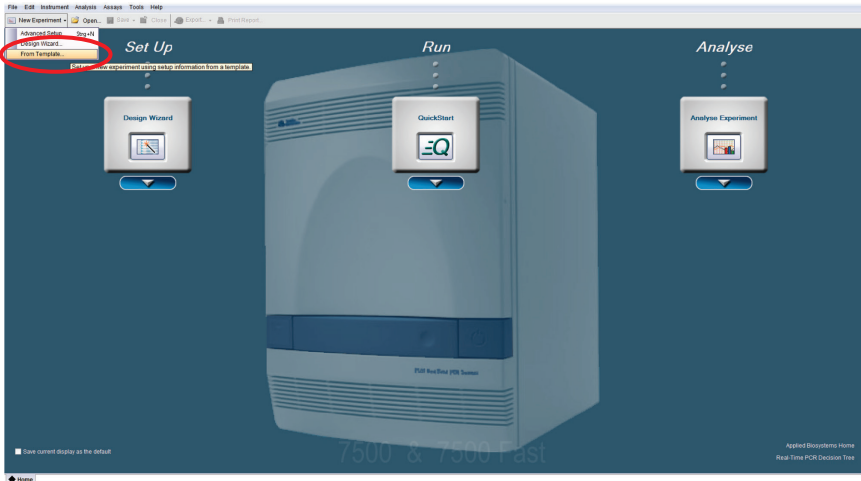 File Edit Instrument Analysis Assays Tools Help
New Experiment Open... Save Close Export... Print Report...
Advanced Setup Strg+N
Design Wizard...
From Template...
experiment using setup information from a template.
Set Up Run Analyse
Design Wizard QuickStart Analyse Experiment
7500 Real-Time PCR System
7500 & 7500 Fast
Save current display as the default
Applied Biosystems Home
Real-Time PCR Decision Tree
Home